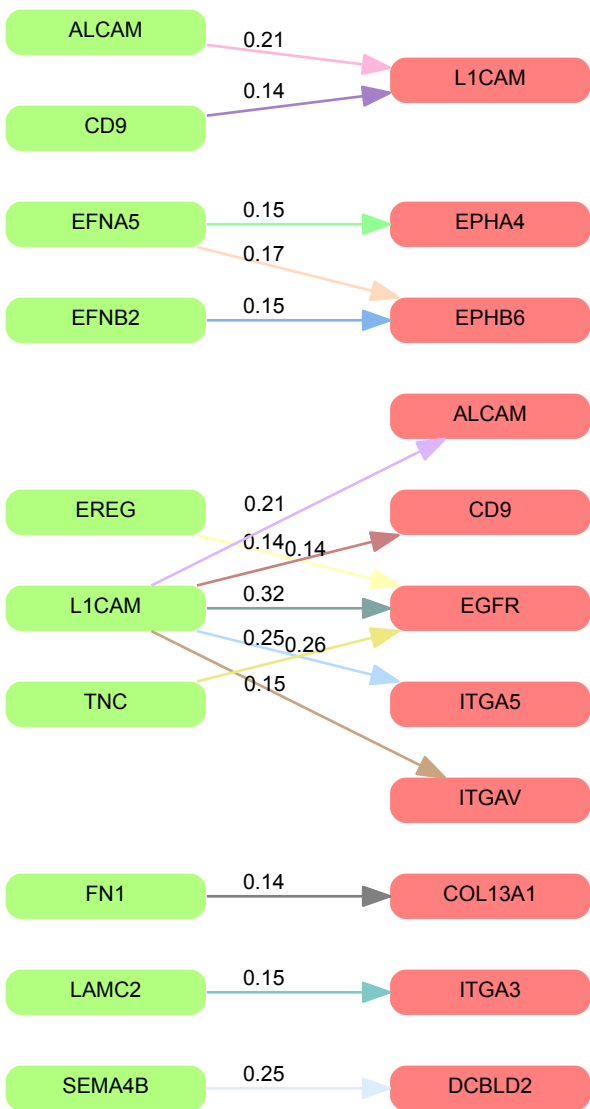 ALCAM
0.21
L1CAM
0.14
CD9
EFNA5
0.15
EPHA4
0.17
EFNB2
0.15
EPHB6
ALCAM
EREG
0.21
CD9
0.14
0.14
L1CAM
0.32
EGFR
0.25
0.26
0.15
TNC
ITGA5
ITGAV
FN1
0.14
COL13A1
LAMC2
0.15
ITGA3
SEMA4B
0.25
DCBLD2